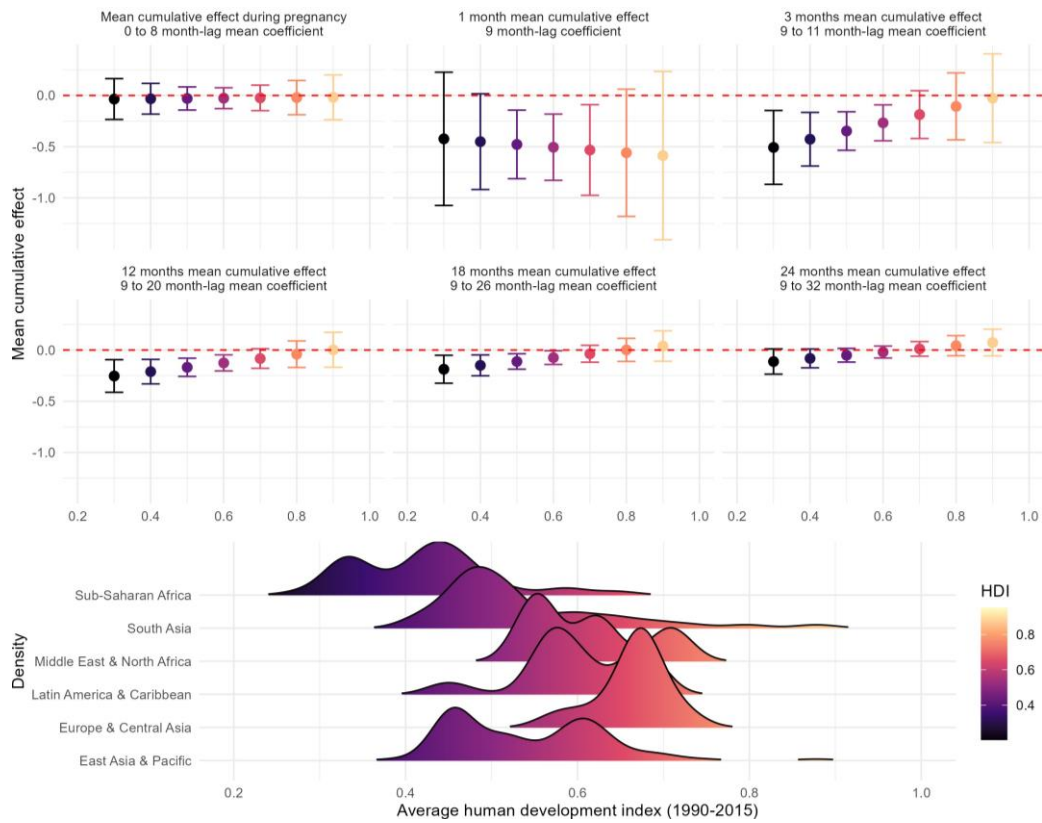 Mean cumulative effect during pregnancy
0 to 8 month-lag mean coefficient
1 month mean cumulative effect
9 month-lag coefficient
3 months mean cumulative effect
9 to 11 month-lag mean coefficient
0.0
-0.5
-1.0
Mean cumulative effect
12 months mean cumulative effect
9 to 20 month-lag mean coefficient
18 months mean cumulative effect
9 to 26 month-lag mean coefficient
24 months mean cumulative effect
9 to 32 month-lag mean coefficient
0.0
-0.5
-1.0
0.2 0.4 0.6 0.8 1.0
0.2 0.4 0.6 0.8 1.0
0.2 0.4 0.6 0.8 1.0
Density
Sub-Saharan Africa
South Asia
Middle East & North Africa
Latin America & Caribbean
Europe & Central Asia
East Asia & Pacific
0.2 0.4 0.6 0.8 1.0
Average human development index (1990-2015)
HDI
0.8
0.6
0.4